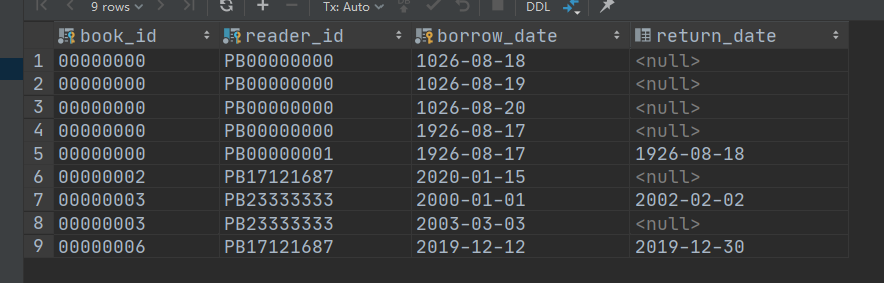 9 rows Tx: Auto DDL
book_id reader_id borrow_date return_date
1 00000000 PB00000000 1026-08-18 <null>
2 00000000 PB00000000 1026-08-19 <null>
3 00000000 PB00000000 1026-08-20 <null>
4 00000000 PB00000000 1926-08-17 <null>
5 00000000 PB00000001 1926-08-17 1926-08-18
6 00000002 PB17121687 2020-01-15 <null>
7 00000003 PB23333333 2000-01-01 2002-02-02
8 00000003 PB23333333 2003-03-03 <null>
9 00000006 PB17121687 2019-12-12 2019-12-30